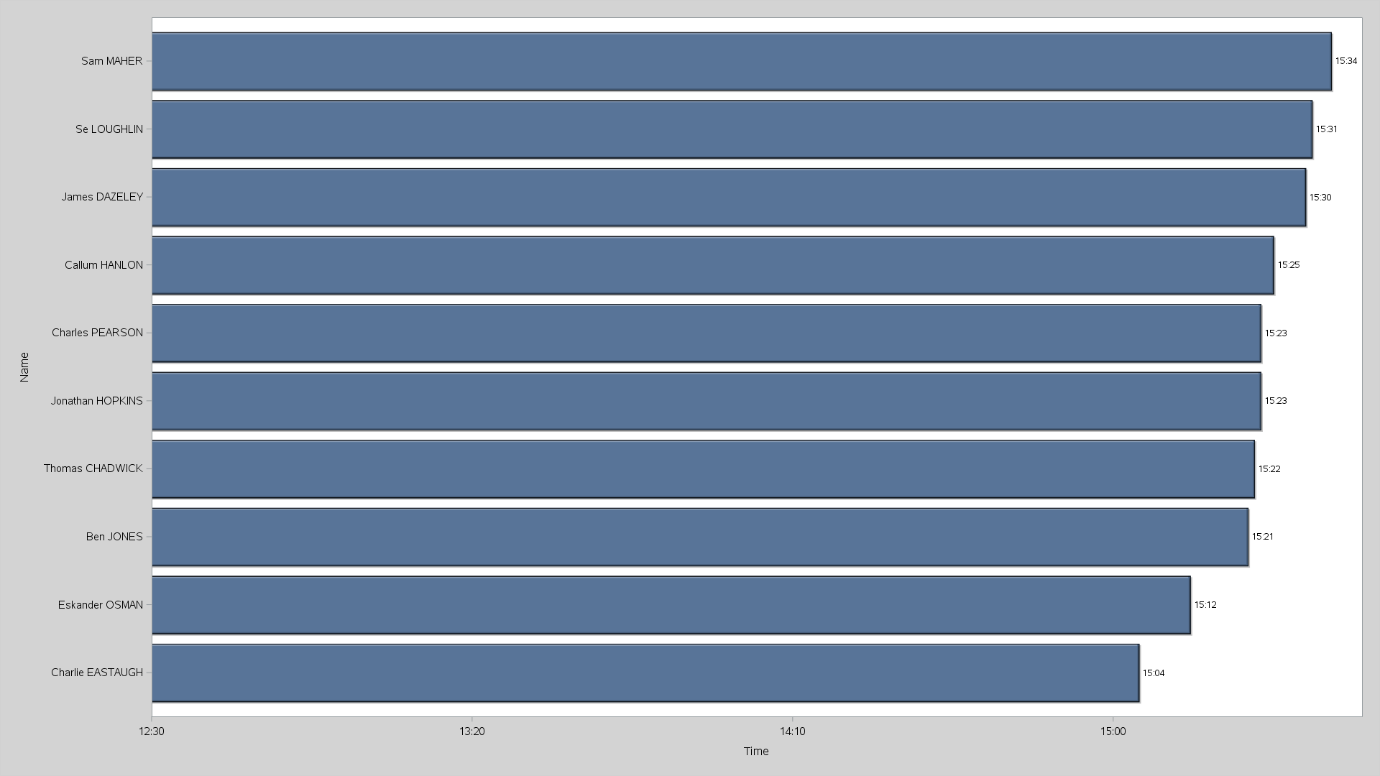 Sam MAHER 15:34
Se LOUGHLIN 15:31
James DAZELEY 15:30
Callum HANLON 15:25
Charles PEARSON 15:23
Name
Jonathan HOPKINS 15:23
Thomas CHADWICK 15:22
Ben JONES 15:21
Eskander OSMAN 15:12
Charlie EASTAUGH 15:04
12:30 13:20 14:10 15:00
Time